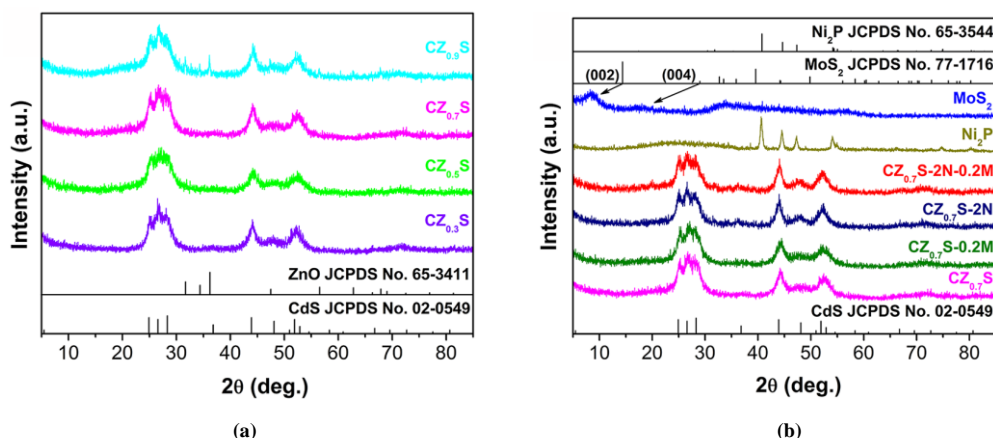 CZ₀.₉S
CZ₀.₇S
CZ₀.₅S
CZ₀.₃S
ZnO JCPDS No. 65-3411
CdS JCPDS No. 02-0549
Intensity (a.u.)
10 20 30 40 50 60 70 80
2θ (deg.)
(a)
Ni₂P JCPDS No. 65-3544
MoS₂ JCPDS No. 77-1716
(002) (004)
MoS₂
Ni₂P
CZ₀.₇S-2N-0.2M
CZ₀.₇S-2N
CZ₀.₇S-0.2M
CZ₀.₇S
CdS JCPDS No. 02-0549
Intensity (a.u.)
10 20 30 40 50 60 70 80
2θ (deg.)
(b)